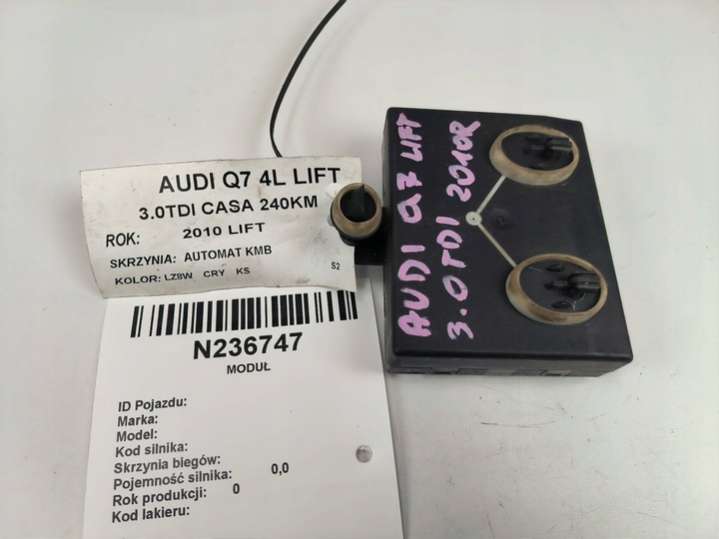 AUDI Q7 4L LIFT
3.0TDI CASA 240KM
ROK: 2010 LIFT
SKRZYNIA: AUTOMAT KMB
KOLOR: LZ8W CRY KS S2
N236747
MODUŁ
ID Pojazdu:
Marka:
Model:
Kod silnika:
Skrzynia biegów:
Pojemność silnika: 0,0
Rok produkcji: 0
Kod lakieru:
AUDI Q7 LIFT
3.0TDI 2010R